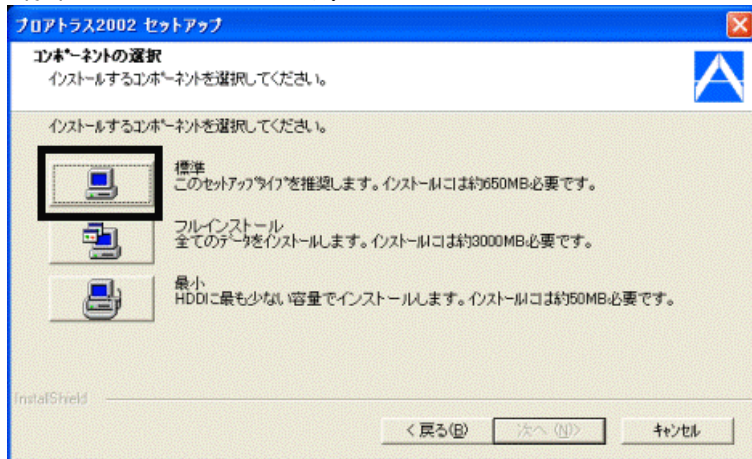 プロアトラス2002 セットアップ
コンポーネントの選択
インストールするコンポーネントを選択してください。
インストールするコンポーネントを選択してください。
標準
このセットアップタイプを推奨します。インストールには約650MB必要です。
フルインストール
全てのデータをインストールします。インストールには約3000MB必要です。
最小
HDDに最も少ない容量でインストールします。インストールには約50MB必要です。
InstallShield
< 戻る(B) 次へ (N)> キャンセル